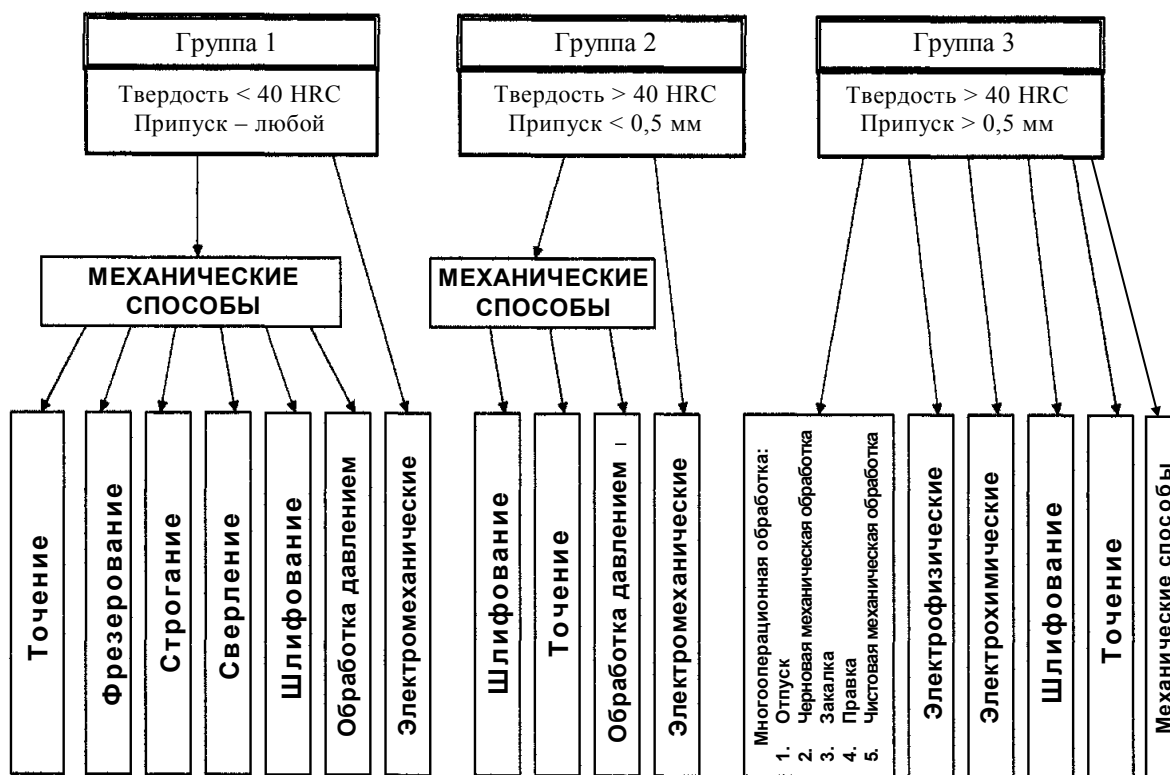 Группа 1
Твердость < 40 HRC
Припуск – любой
Группа 2
Твердость > 40 HRC
Припуск < 0,5 мм
Группа 3
Твердость > 40 HRC
Припуск > 0,5 мм
МЕХАНИЧЕСКИЕ
СПОСОБЫ
МЕХАНИЧЕСКИЕ
СПОСОБЫ
Точение
Фрезерование
Строгание
Сверление
Шлифование
Обработка давлением
Электромеханические
Шлифование
Точение
Обработка давлением
Электромеханические
Многооперационная обработка:
1. Отпуск
2. Черновая механическая обработка
3. Закалка
4. Правка
5. Чистовая механическая обработка
Электрофизические
Электрохимические
Шлифование
Точение
Механические способы